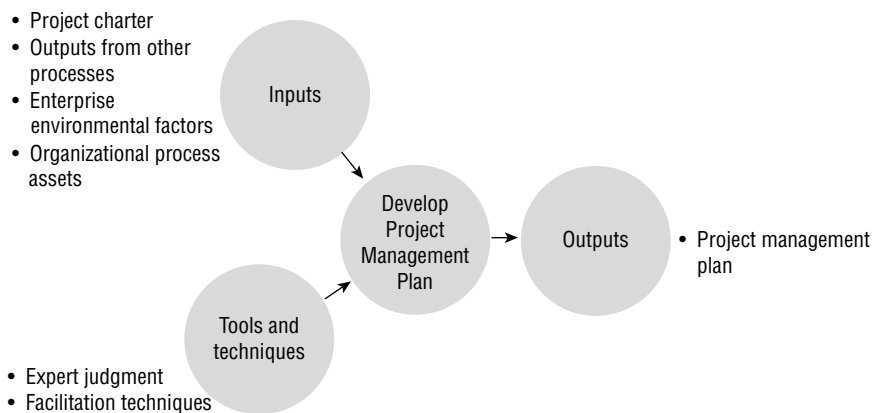 • Project charter
• Outputs from other
processes
• Enterprise
environmental factors
• Organizational process
assets
Inputs
Develop
Project
Management
Plan
Outputs
• Project management
plan
Tools and
techniques
• Expert judgment
• Facilitation techniques